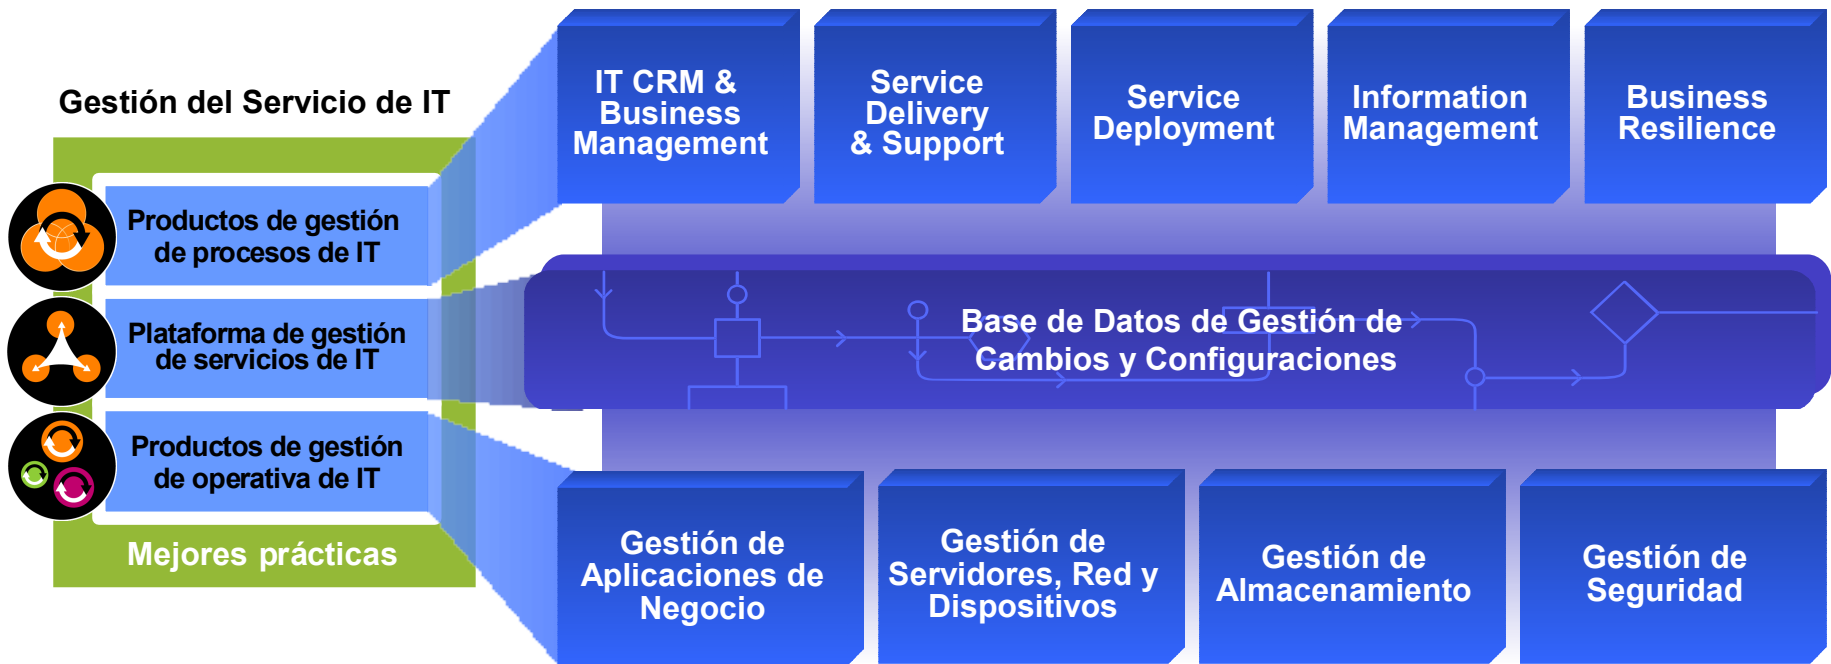 Gestión del Servicio de IT
Productos de gestión
de procesos de IT
Plataforma de gestión
de servicios de IT
Productos de gestión
de operativa de IT
Mejores prácticas
IT CRM &
Business
Management
Service
Delivery
& Support
Service
Deployment
Information
Management
Business
Resilience
Base de Datos de Gestión de
Cambios y Configuraciones
Gestión de
Aplicaciones de
Negocio
Gestión de
Servidores, Red y
Dispositivos
Gestión de
Almacenamiento
Gestión de
Seguridad